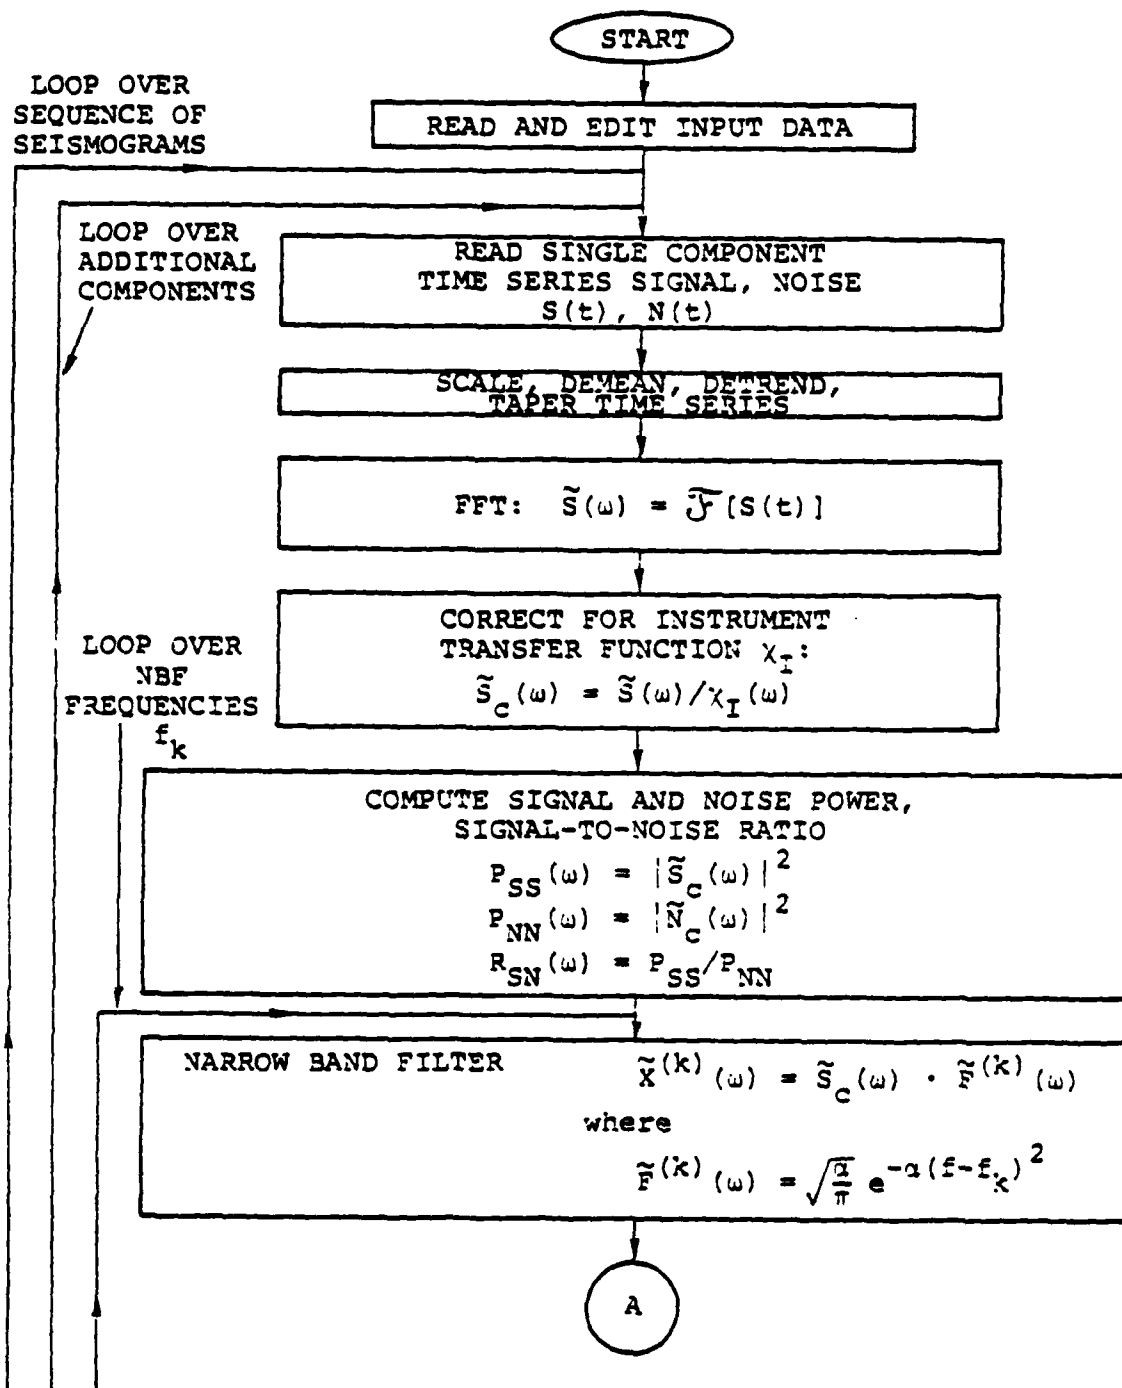 START
LOOP OVER
SEQUENCE OF
SEISMOGRAMS
READ AND EDIT INPUT DATA
LOOP OVER
ADDITIONAL
COMPONENTS
READ SINGLE COMPONENT
TIME SERIES SIGNAL, NOISE
S(t), N(t)
SCALE, DEMEAN, DETREND,
TAPER TIME SERIES
FFT: S̃(ω) = ℱ[S(t)]
CORRECT FOR INSTRUMENT
TRANSFER FUNCTION χ_I:
S̃_c(ω) = S̃(ω)/χ_I(ω)
LOOP OVER
NBF
FREQUENCIES
f_k
COMPUTE SIGNAL AND NOISE POWER,
SIGNAL-TO-NOISE RATIO
P_SS(ω) = |S̃_c(ω)|^2
P_NN(ω) = |Ñ_c(ω)|^2
R_SN(ω) = P_SS/P_NN
NARROW BAND FILTER X̃^(k)(ω) = S̃_c(ω) · F̃^(k)(ω)
where
F̃^(k)(ω) = √(α/π) e^-α(f-f_k)^2
A